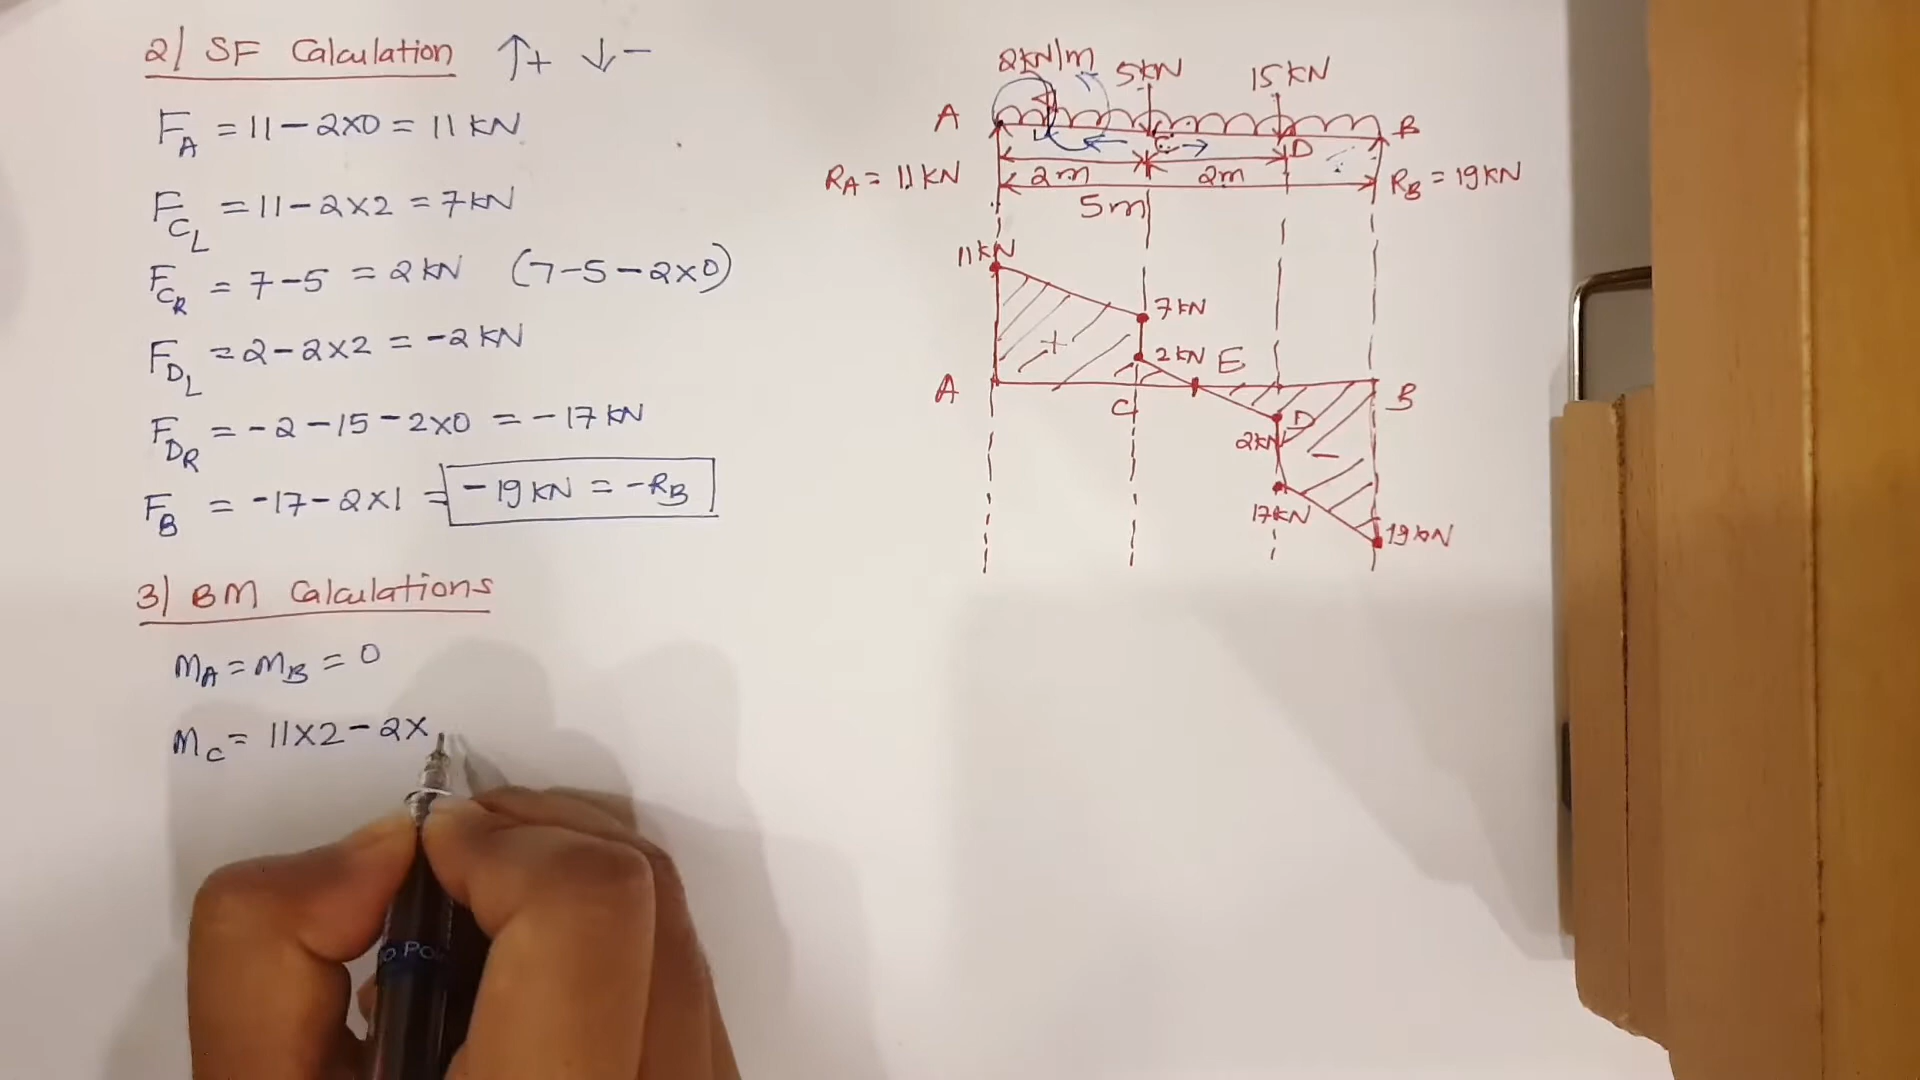 2) SF Calculation ↑+ ↓−
F_A = 11 − 2×0 = 11 kN
F_CL = 11 − 2×2 = 7 kN
F_CR = 7 − 5 = 2 kN (7−5−2×0)
F_DL = 2 − 2×2 = −2 kN
F_DR = −2 − 15 − 2×0 = −17 kN
F_B = −17 − 2×1 = −19 kN = −R_B
3) BM Calculations
M_A = M_B = 0
M_C = 11×2 − 2×
2kN/m 5kN 15kN
A B
C D
R_A = 11 kN 2m 2m R_B = 19 kN
5m
11kN
7kN
+ 2kN E
A B
C D
2kN −
17kN 19kN